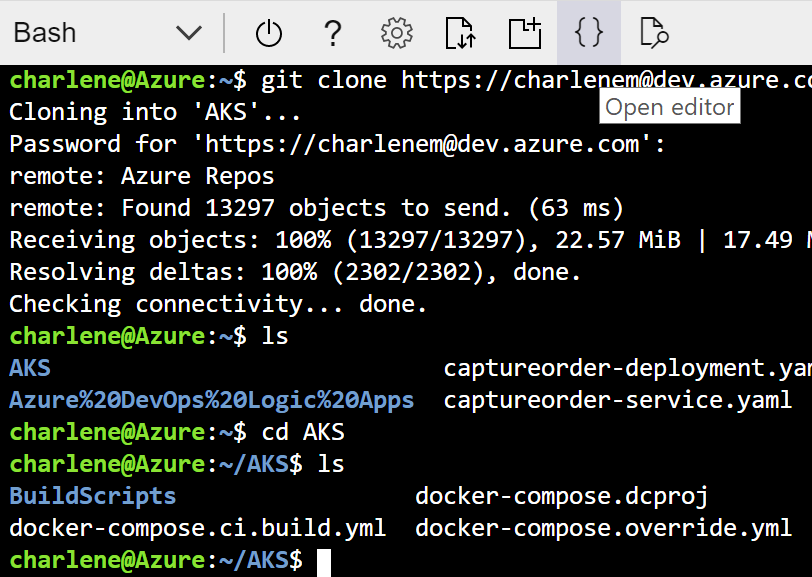 Bash
charlene@Azure:~$ git clone https://charlenem@dev.azure.co
Open editor
Cloning into 'AKS'...
Password for 'https://charlenem@dev.azure.com':
remote: Azure Repos
remote: Found 13297 objects to send. (63 ms)
Receiving objects: 100% (13297/13297), 22.57 MiB | 17.49 M
Resolving deltas: 100% (2302/2302), done.
Checking connectivity... done.
charlene@Azure:~$ ls
AKS captureorder-deployment.yam
Azure%20DevOps%20Logic%20Apps captureorder-service.yaml
charlene@Azure:~$ cd AKS
charlene@Azure:~/AKS$ ls
BuildScripts docker-compose.dcproj
docker-compose.ci.build.yml docker-compose.override.yml
charlene@Azure:~/AKS$